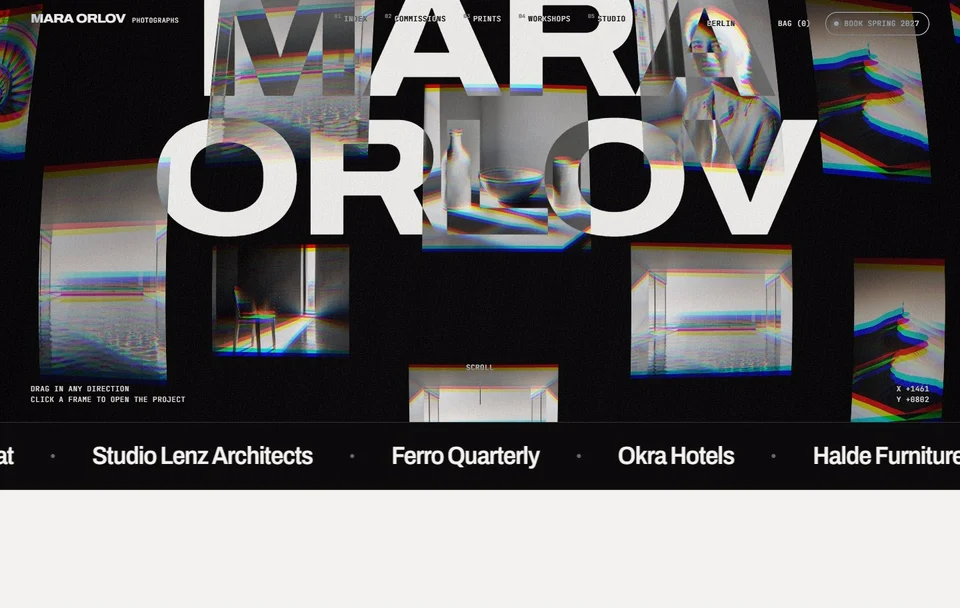 MARA ORLOV PHOTOGRAPHS
01 INDEX 02 COMMISSIONS 03 PRINTS 04 WORKSHOPS 05 STUDIO
BERLIN
BAG (0)
BOOK SPRING 2027
MARA
ORLOV
SCROLL
DRAG IN ANY DIRECTION
CLICK A FRAME TO OPEN THE PROJECT
X +1461
Y +0802
at • Studio Lenz Architects • Ferro Quarterly • Okra Hotels • Halde Furniture